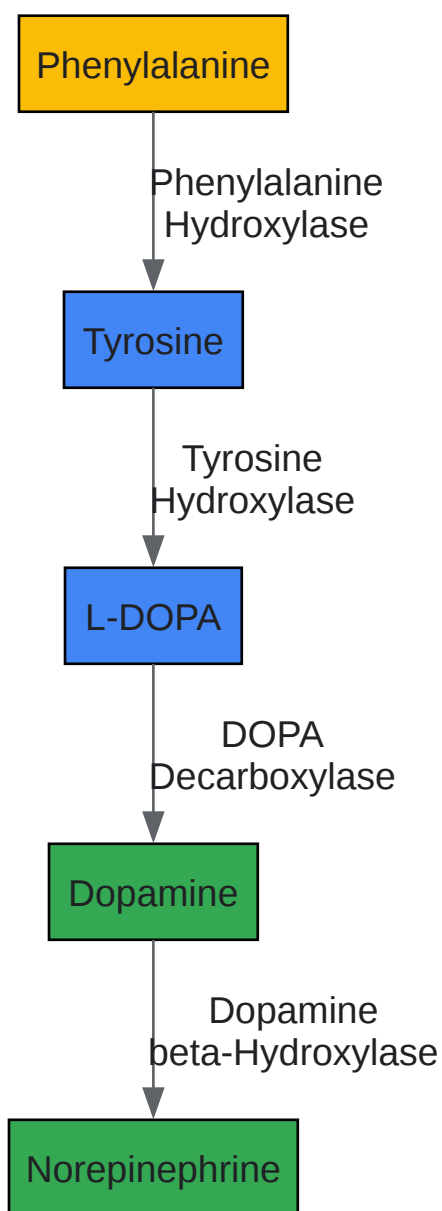 Phenylalanine
Phenylalanine
Hydroxylase
Tyrosine
Tyrosine
Hydroxylase
L-DOPA
DOPA
Decarboxylase
Dopamine
Dopamine
beta-Hydroxylase
Norepinephrine